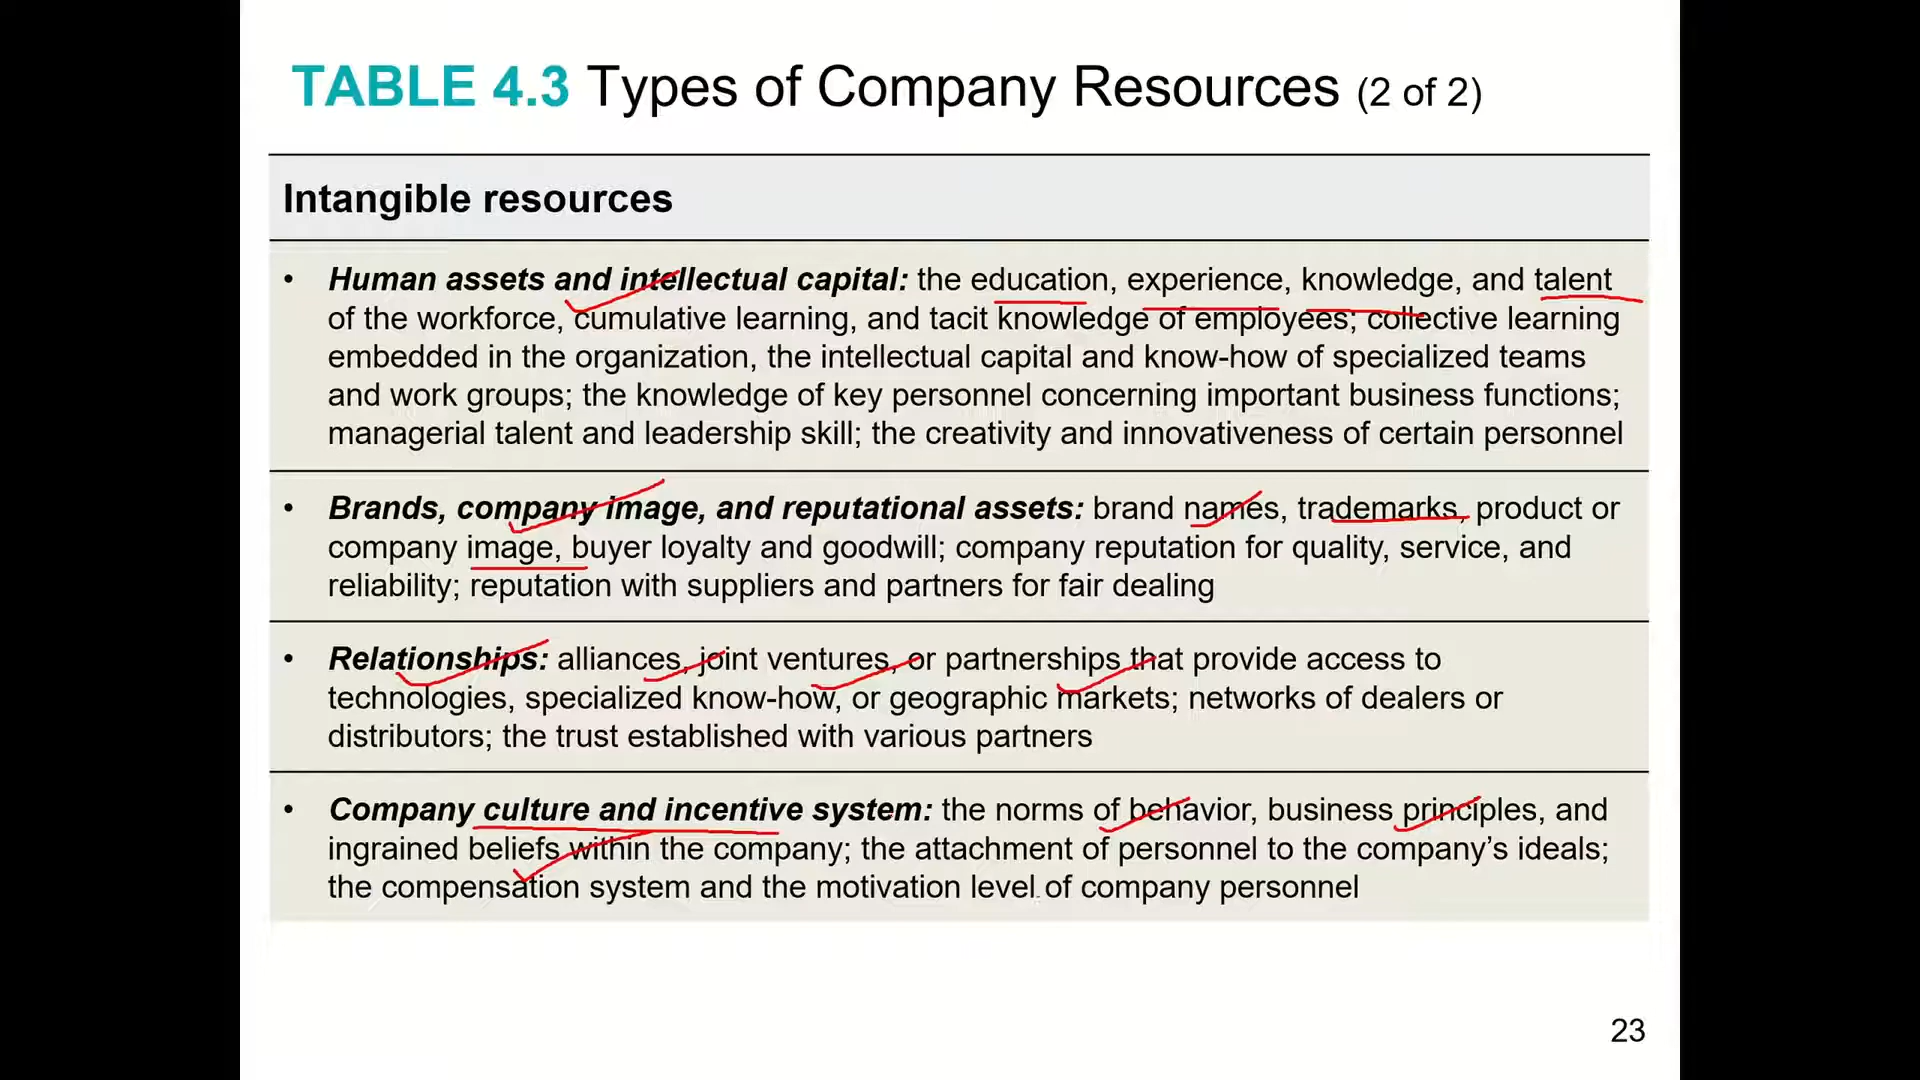 TABLE 4.3 Types of Company Resources (2 of 2)
Intangible resources
• Human assets and intellectual capital: the education, experience, knowledge, and talent
of the workforce, cumulative learning, and tacit knowledge of employees; collective learning
embedded in the organization, the intellectual capital and know-how of specialized teams
and work groups; the knowledge of key personnel concerning important business functions;
managerial talent and leadership skill; the creativity and innovativeness of certain personnel
• Brands, company image, and reputational assets: brand names, trademarks, product or
company image, buyer loyalty and goodwill; company reputation for quality, service, and
reliability; reputation with suppliers and partners for fair dealing
• Relationships: alliances, joint ventures, or partnerships that provide access to
technologies, specialized know-how, or geographic markets; networks of dealers or
distributors; the trust established with various partners
• Company culture and incentive system: the norms of behavior, business principles, and
ingrained beliefs within the company; the attachment of personnel to the company’s ideals;
the compensation system and the motivation level of company personnel
23